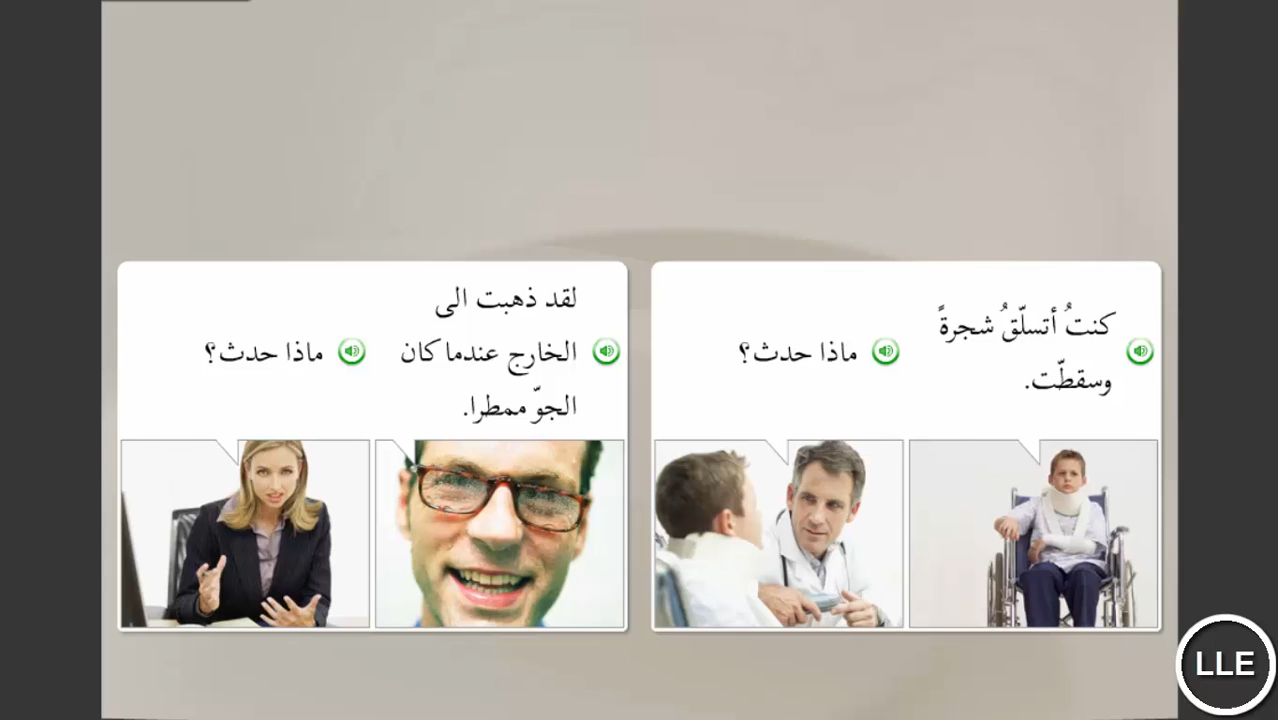 لقد ذهبت الى
الخارج عندما كان
الجوّ ممطرا.
ماذا حدث؟
كنتُ أتسلّقُ شجرةً
وسقطّت.
ماذا حدث؟
LLE